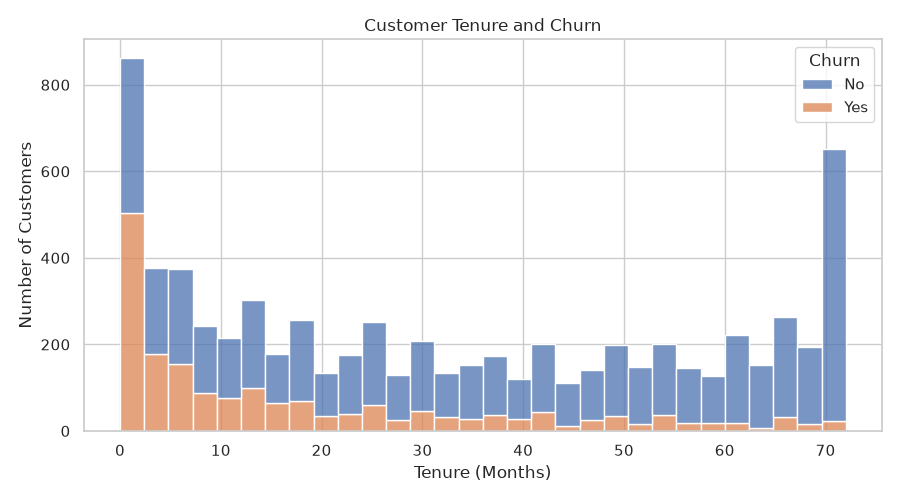 Customer Tenure and Churn
Churn
No
Yes
Number of Customers
800
600
400
200
0
0 10 20 30 40 50 60 70
Tenure (Months)